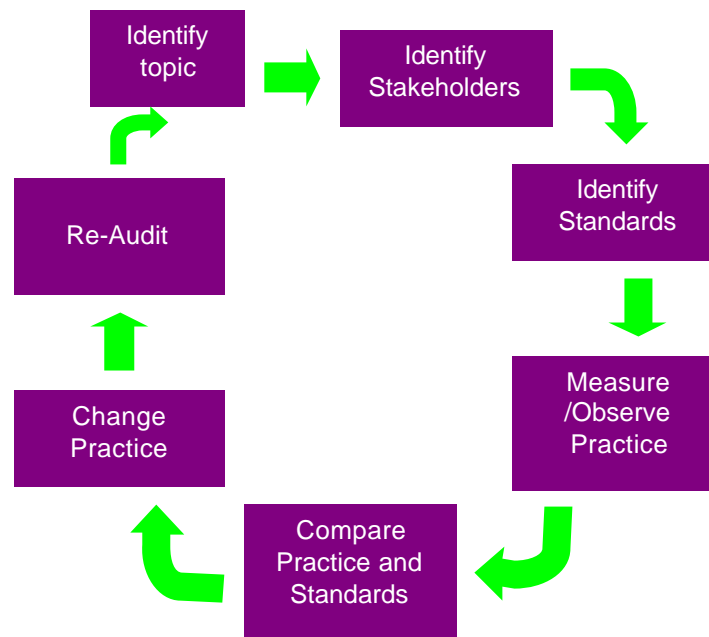 Identify
topic
Identify
Stakeholders
Identify
Standards
Measure
/Observe
Practice
Compare
Practice and
Standards
Change
Practice
Re-Audit